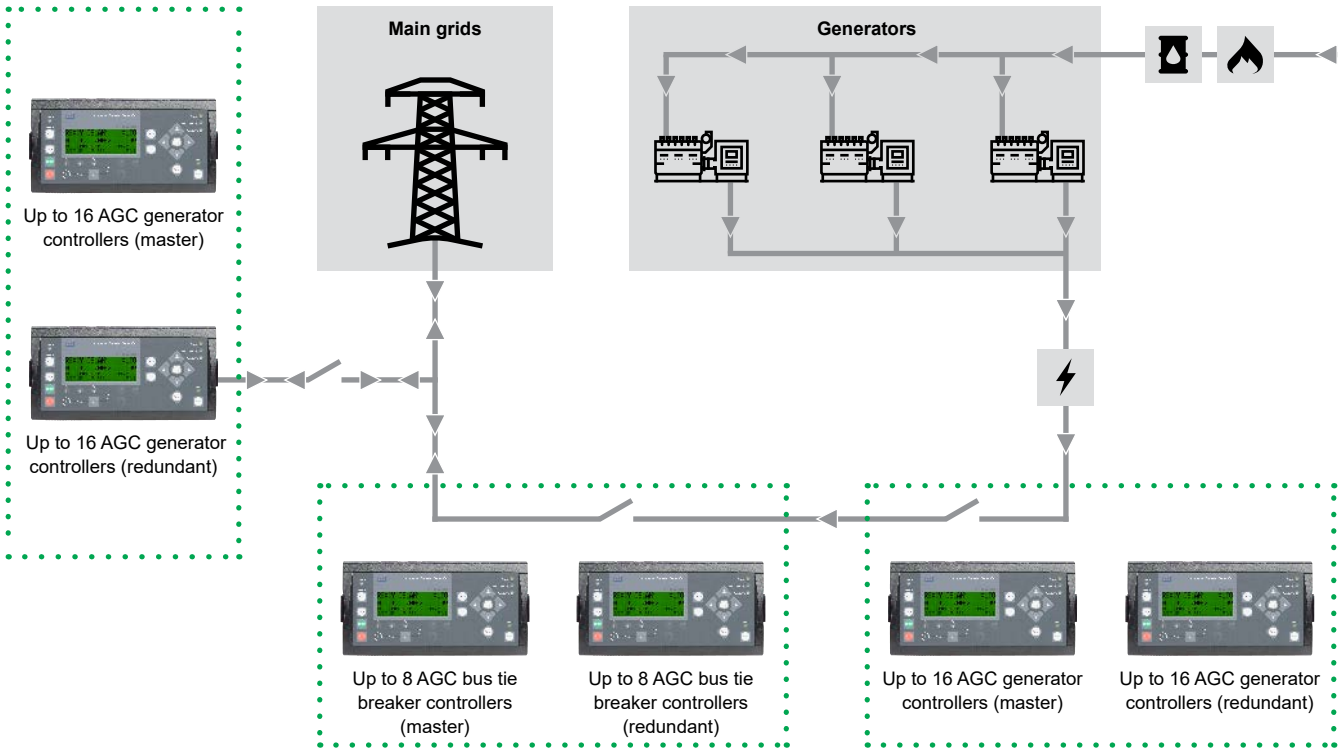 Main grids
Generators
Up to 16 AGC generator
controllers (master)
Up to 16 AGC generator
controllers (redundant)
Up to 8 AGC bus tie
breaker controllers
(master)
Up to 8 AGC bus tie
breaker controllers
(redundant)
Up to 16 AGC generator
controllers (master)
Up to 16 AGC generator
controllers (redundant)